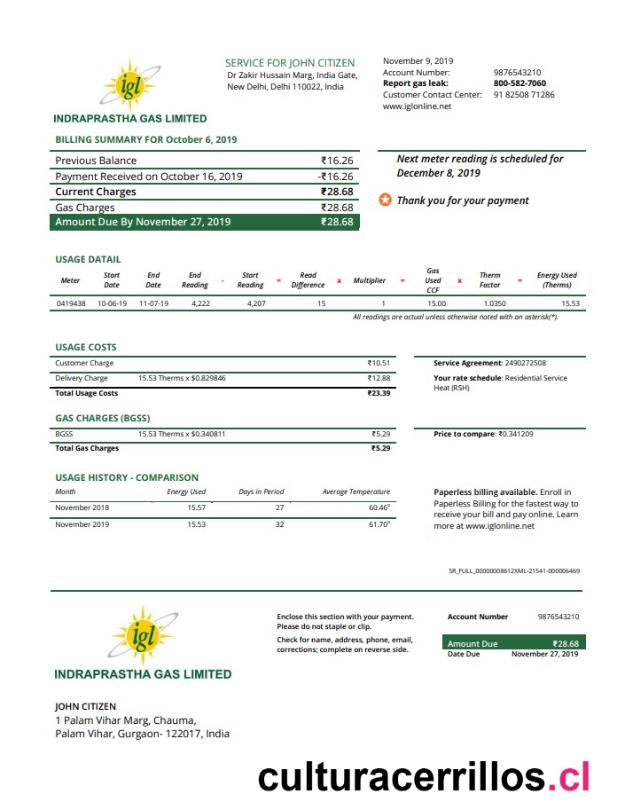 igl
INDRAPRASTHA GAS LIMITED
SERVICE FOR JOHN CITIZEN
Dr Zakir Hussain Marg, India Gate,
New Delhi, Delhi 110022, India
November 9, 2019
Account Number: 9876543210
Report gas leak: 800-582-7060
Customer Contact Center: 91 82508 71286
www.iglonline.net
BILLING SUMMARY FOR October 6, 2019
Previous Balance ₹16.26
Payment Received on October 16, 2019 -₹16.26
Current Charges ₹28.68
Gas Charges ₹28.68
Amount Due By November 27, 2019 ₹28.68
Next meter reading is scheduled for
December 8, 2019
Thank you for your payment
USAGE DATAIL
Meter Start Date End Date End Reading - Start Reading = Read Difference x Multiplier = Gas Used CCF x Therm Factor = Energy Used (Therms)
0419438 10-06-19 11-07-19 4,222 4,207 15 1 15.00 1.0350 15.53
All readings are actual unless otherwise noted with an asterisk(*).
USAGE COSTS
Customer Charge ₹10.51
Delivery Charge 15.53 Therms x $0.829846 ₹12.88
Total Usage Costs ₹23.39
Service Agreement: 2490272508
Your rate schedule: Residential Service
Heat (RSH)
GAS CHARGES (BGSS)
BGSS 15.53 Therms x $0.340811 ₹5.29
Total Gas Charges ₹5.29
Price to compare: ₹0.341209
USAGE HISTORY - COMPARISON
Month Energy Used Days in Period Average Temperature
November 2018 15.57 27 60.46°
November 2019 15.53 32 61.70°
Paperless billing available. Enroll in
Paperless Billing for the fastest way to
receive your bill and pay online. Learn
more at www.iglonline.net
SR_FULL_00000008612XML-21541-000006469
igl
INDRAPRASTHA GAS LIMITED
Enclose this section with your payment.
Please do not staple or clip.
Check for name, address, phone, email,
corrections; complete on reverse side.
Account Number 9876543210
Amount Due ₹28.68
Date Due November 27, 2019
JOHN CITIZEN
1 Palam Vihar Marg, Chauma,
Palam Vihar, Gurgaon- 122017, India
culturacerrillos.cl